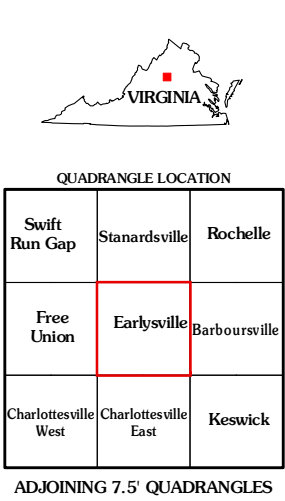 VIRGINIA
QUADRANGLE LOCATION
Swift
Run Gap
Stanardsville
Rochelle
Free
Union
Earlysville
Barboursville
Charlottesville
West
Charlottesville
East
Keswick
ADJOINING 7.5' QUADRANGLES